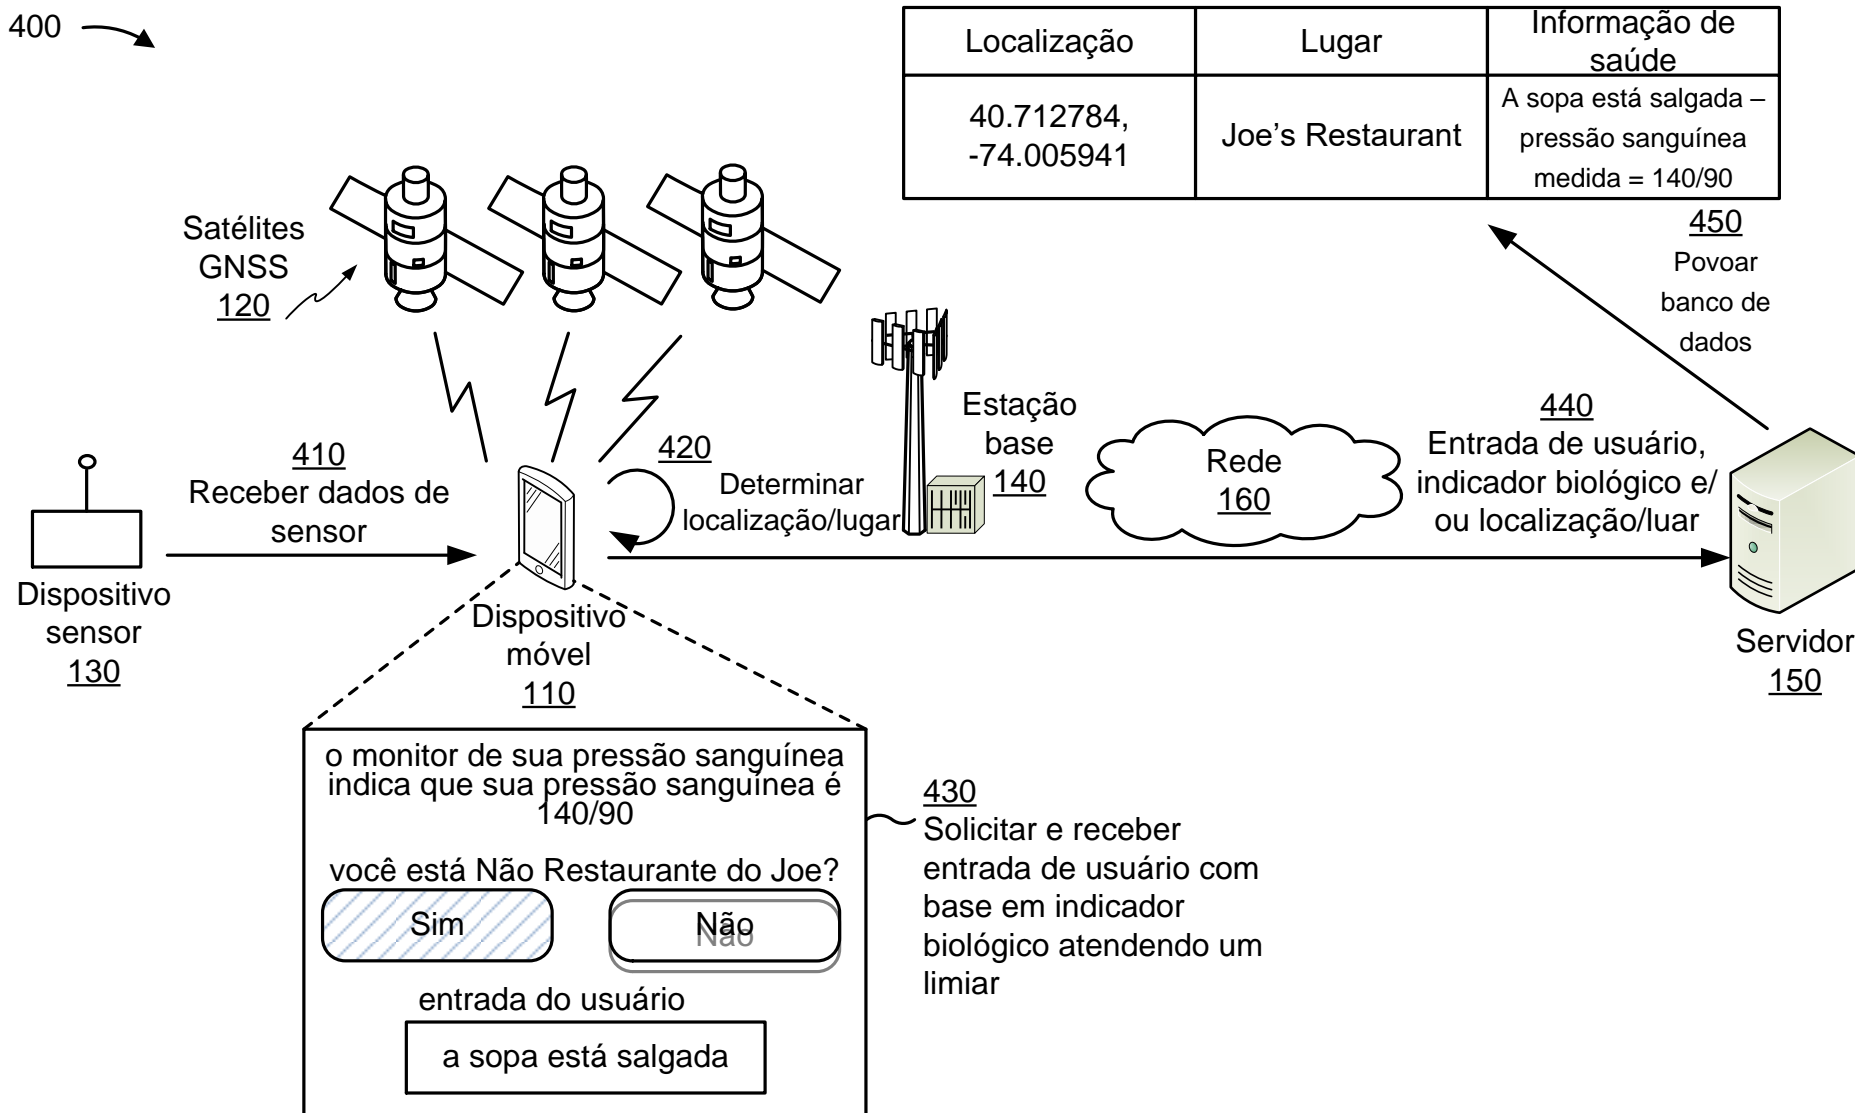 400
Localização
Lugar
Informação de
saúde
40.712784,
-74.005941
Joe's Restaurant
A sopa está salgada –
pressão sanguínea
medida = 140/90
Satélites
GNSS
120
450
Povoar
banco de
dados
410
Receber dados de
sensor
420
Determinar
localização/lugar
Estação
base
140
Rede
160
440
Entrada de usuário,
indicador biológico e/
ou localização/luar
Dispositivo
sensor
130
Dispositivo
móvel
110
Servidor
150
o monitor de sua pressão sanguínea
indica que sua pressão sanguínea é
140/90
você está Não Restaurante do Joe?
Sim
Não
Não
entrada do usuário
a sopa está salgada
430
Solicitar e receber
entrada de usuário com
base em indicador
biológico atendendo um
limiar